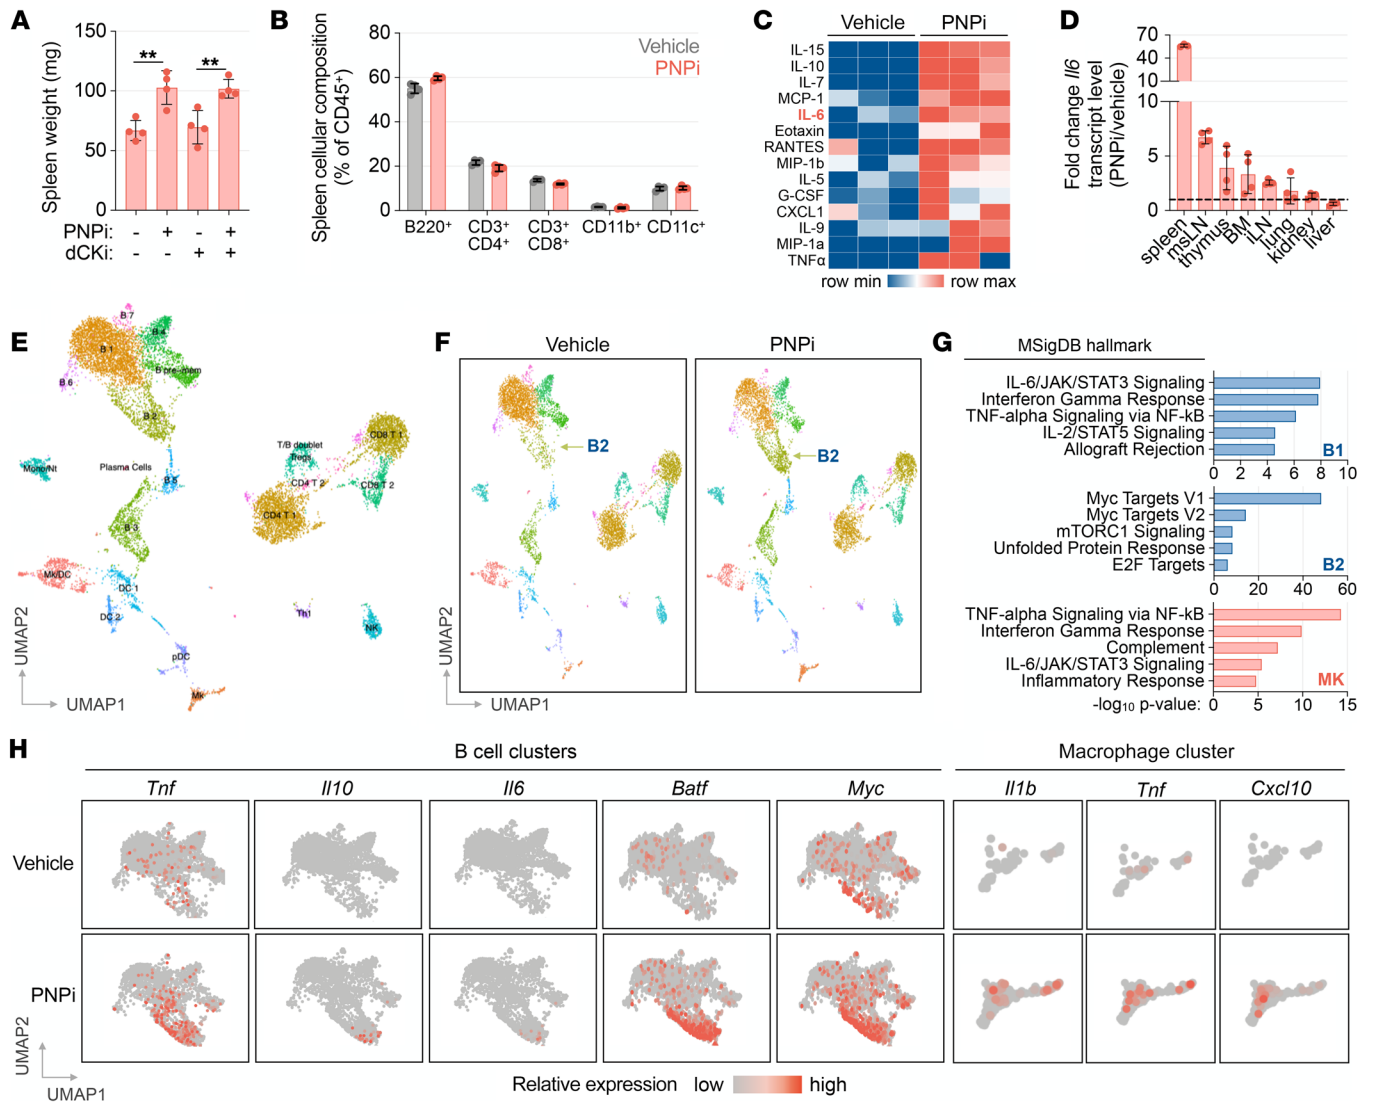 A
Spleen weight (mg)
150
100
50
0
**
**
PNPi: - + - +
dCKi: - - + +
B
Spleen cellular composition
(% of CD45⁺)
80
60
40
20
0
Vehicle
PNPi
B220⁺ CD3⁺ CD3⁺ CD11b⁺ CD11c⁺
CD4⁺ CD8⁺
C
Vehicle PNPi
IL-15
IL-10
IL-7
MCP-1
IL-6
Eotaxin
RANTES
MIP-1b
IL-5
G-CSF
CXCL1
IL-9
MIP-1a
TNFα
row min row max
D
Fold change Il6
transcript level
(PNPi/vehicle)
70
40
10
10
5
0
spleen
msLN
thymus
BM
iLN
lung
kidney
liver
E
B 7
B 4
B 1
B pre-mem
B 6
B 2
T/B doublet
CD8 T 1
Tregs
Mono/Nt
Plasma Cells
B 5
CD4 T 2
CD8 T 2
CD4 T 1
B 3
Mk/DC
DC 1
DC 2
Th1
NK
pDC
Mk
UMAP2
UMAP1
F
Vehicle PNPi
B2
B2
UMAP2
UMAP1
G
MSigDB hallmark
IL-6/JAK/STAT3 Signaling
Interferon Gamma Response
TNF-alpha Signaling via NF-kB
IL-2/STAT5 Signaling
Allograft Rejection
B1
0 2 4 6 8 10
Myc Targets V1
Myc Targets V2
mTORC1 Signaling
Unfolded Protein Response
E2F Targets
B2
0 20 40 60
TNF-alpha Signaling via NF-kB
Interferon Gamma Response
Complement
IL-6/JAK/STAT3 Signaling
Inflammatory Response
MK
-log₁₀ p-value: 0 5 10 15
H
B cell clusters Macrophage cluster
Tnf Il10 Il6 Batf Myc Il1b Tnf Cxcl10
Vehicle
PNPi
UMAP2
UMAP1
Relative expression low high